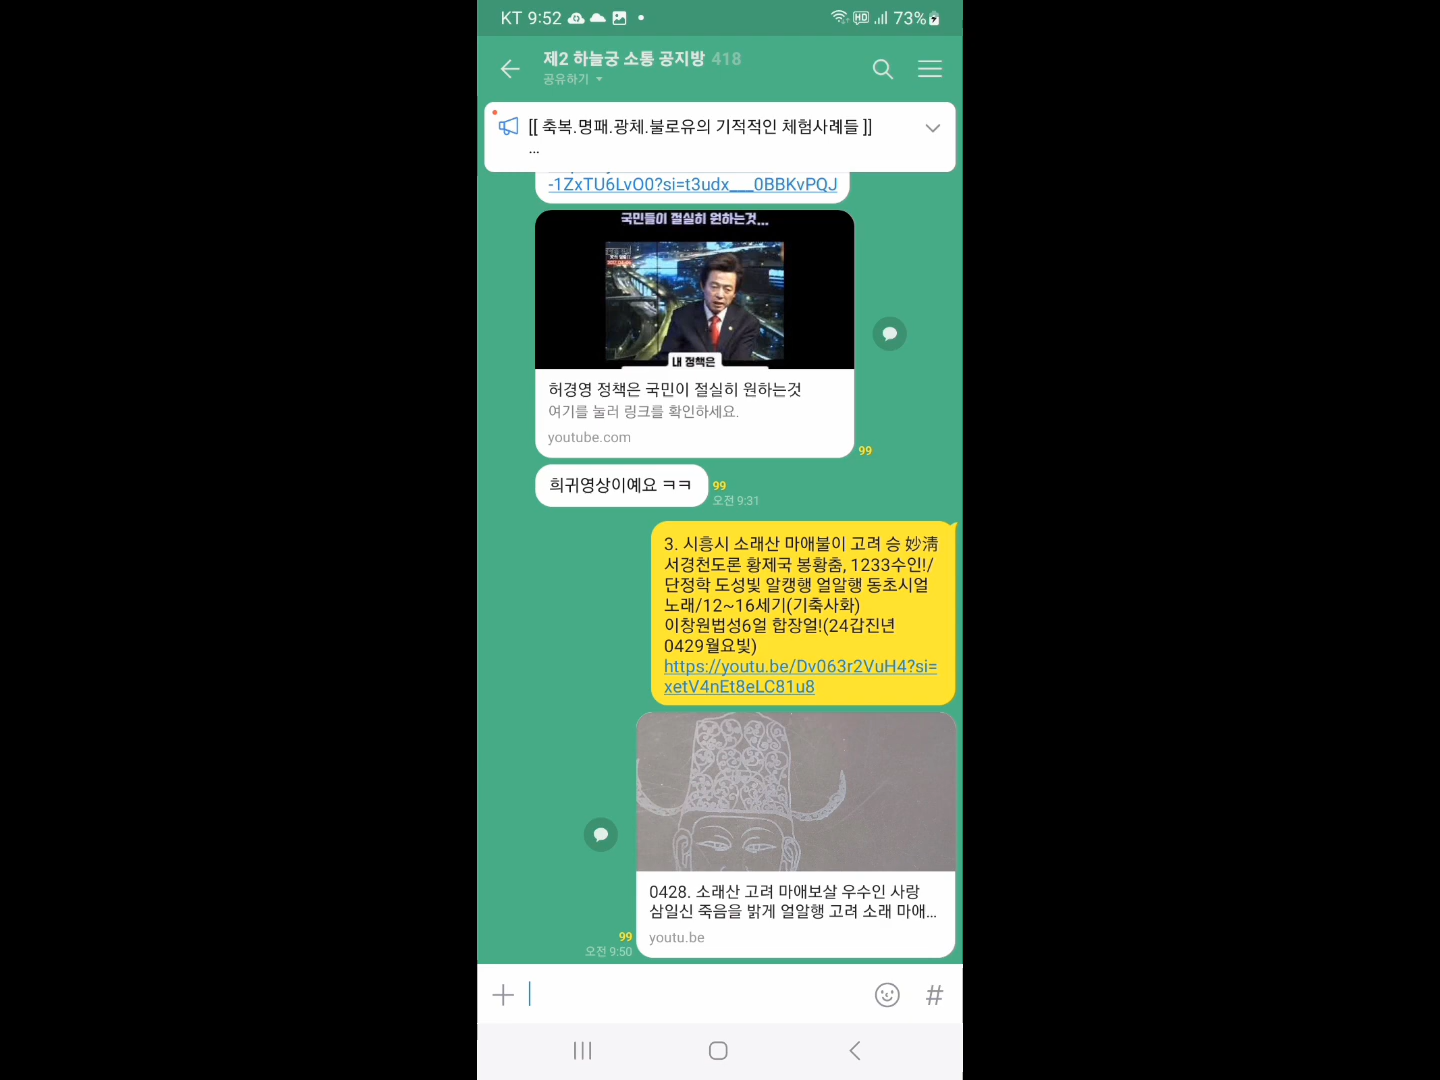 KT 9:52
HD 73%
제2 하늘궁 소통 공지방 418
공유하기
[[ 축복.명패.광체.불로유의 기적적인 체험사례들 ]]
...
-1ZxTU6LvO0?si=t3udx___0BBKvPQJ
국민들이 절실히 원하는것...
내 정책은
허경영 정책은 국민이 절실히 원하는것
여기를 눌러 링크를 확인하세요.
youtube.com
99
희귀영상이예요 ㅋㅋ
99
오전 9:31
3. 시흥시 소래산 마애불이 고려 승 妙淸
서경천도론 황제국 봉황춤, 1233수인!/
단정학 도성빛 알캥행 얼알행 동초시얼
노래/12~16세기(기축사화)
이창원법성6얼 합장얼!(24갑진년
0429월요빛)
https://youtu.be/Dv063r2VuH4?si=
xetV4nEt8eLC81u8
0428. 소래산 고려 마애보살 우수인 사랑
삼일신 죽음을 밝게 얼알행 고려 소래 마애...
youtu.be
99
오전 9:50